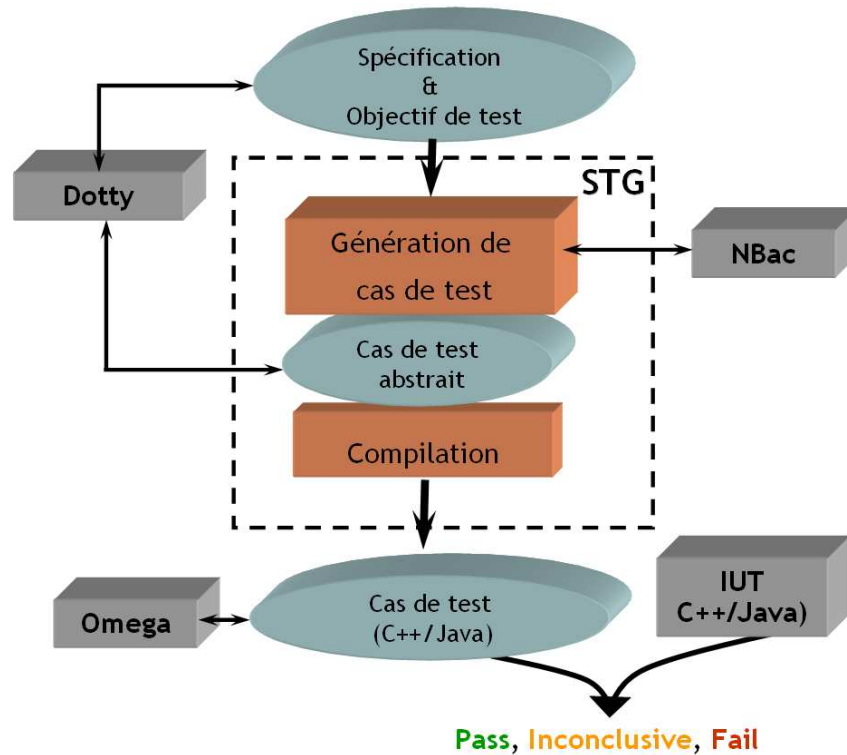 Spécification
&
Objectif de test
STG
Dotty
Génération de
cas de test
NBac
Cas de test
abstrait
Compilation
IUT
C++/Java)
Cas de test
(C++/Java)
Omega
Pass, Inconclusive, Fail